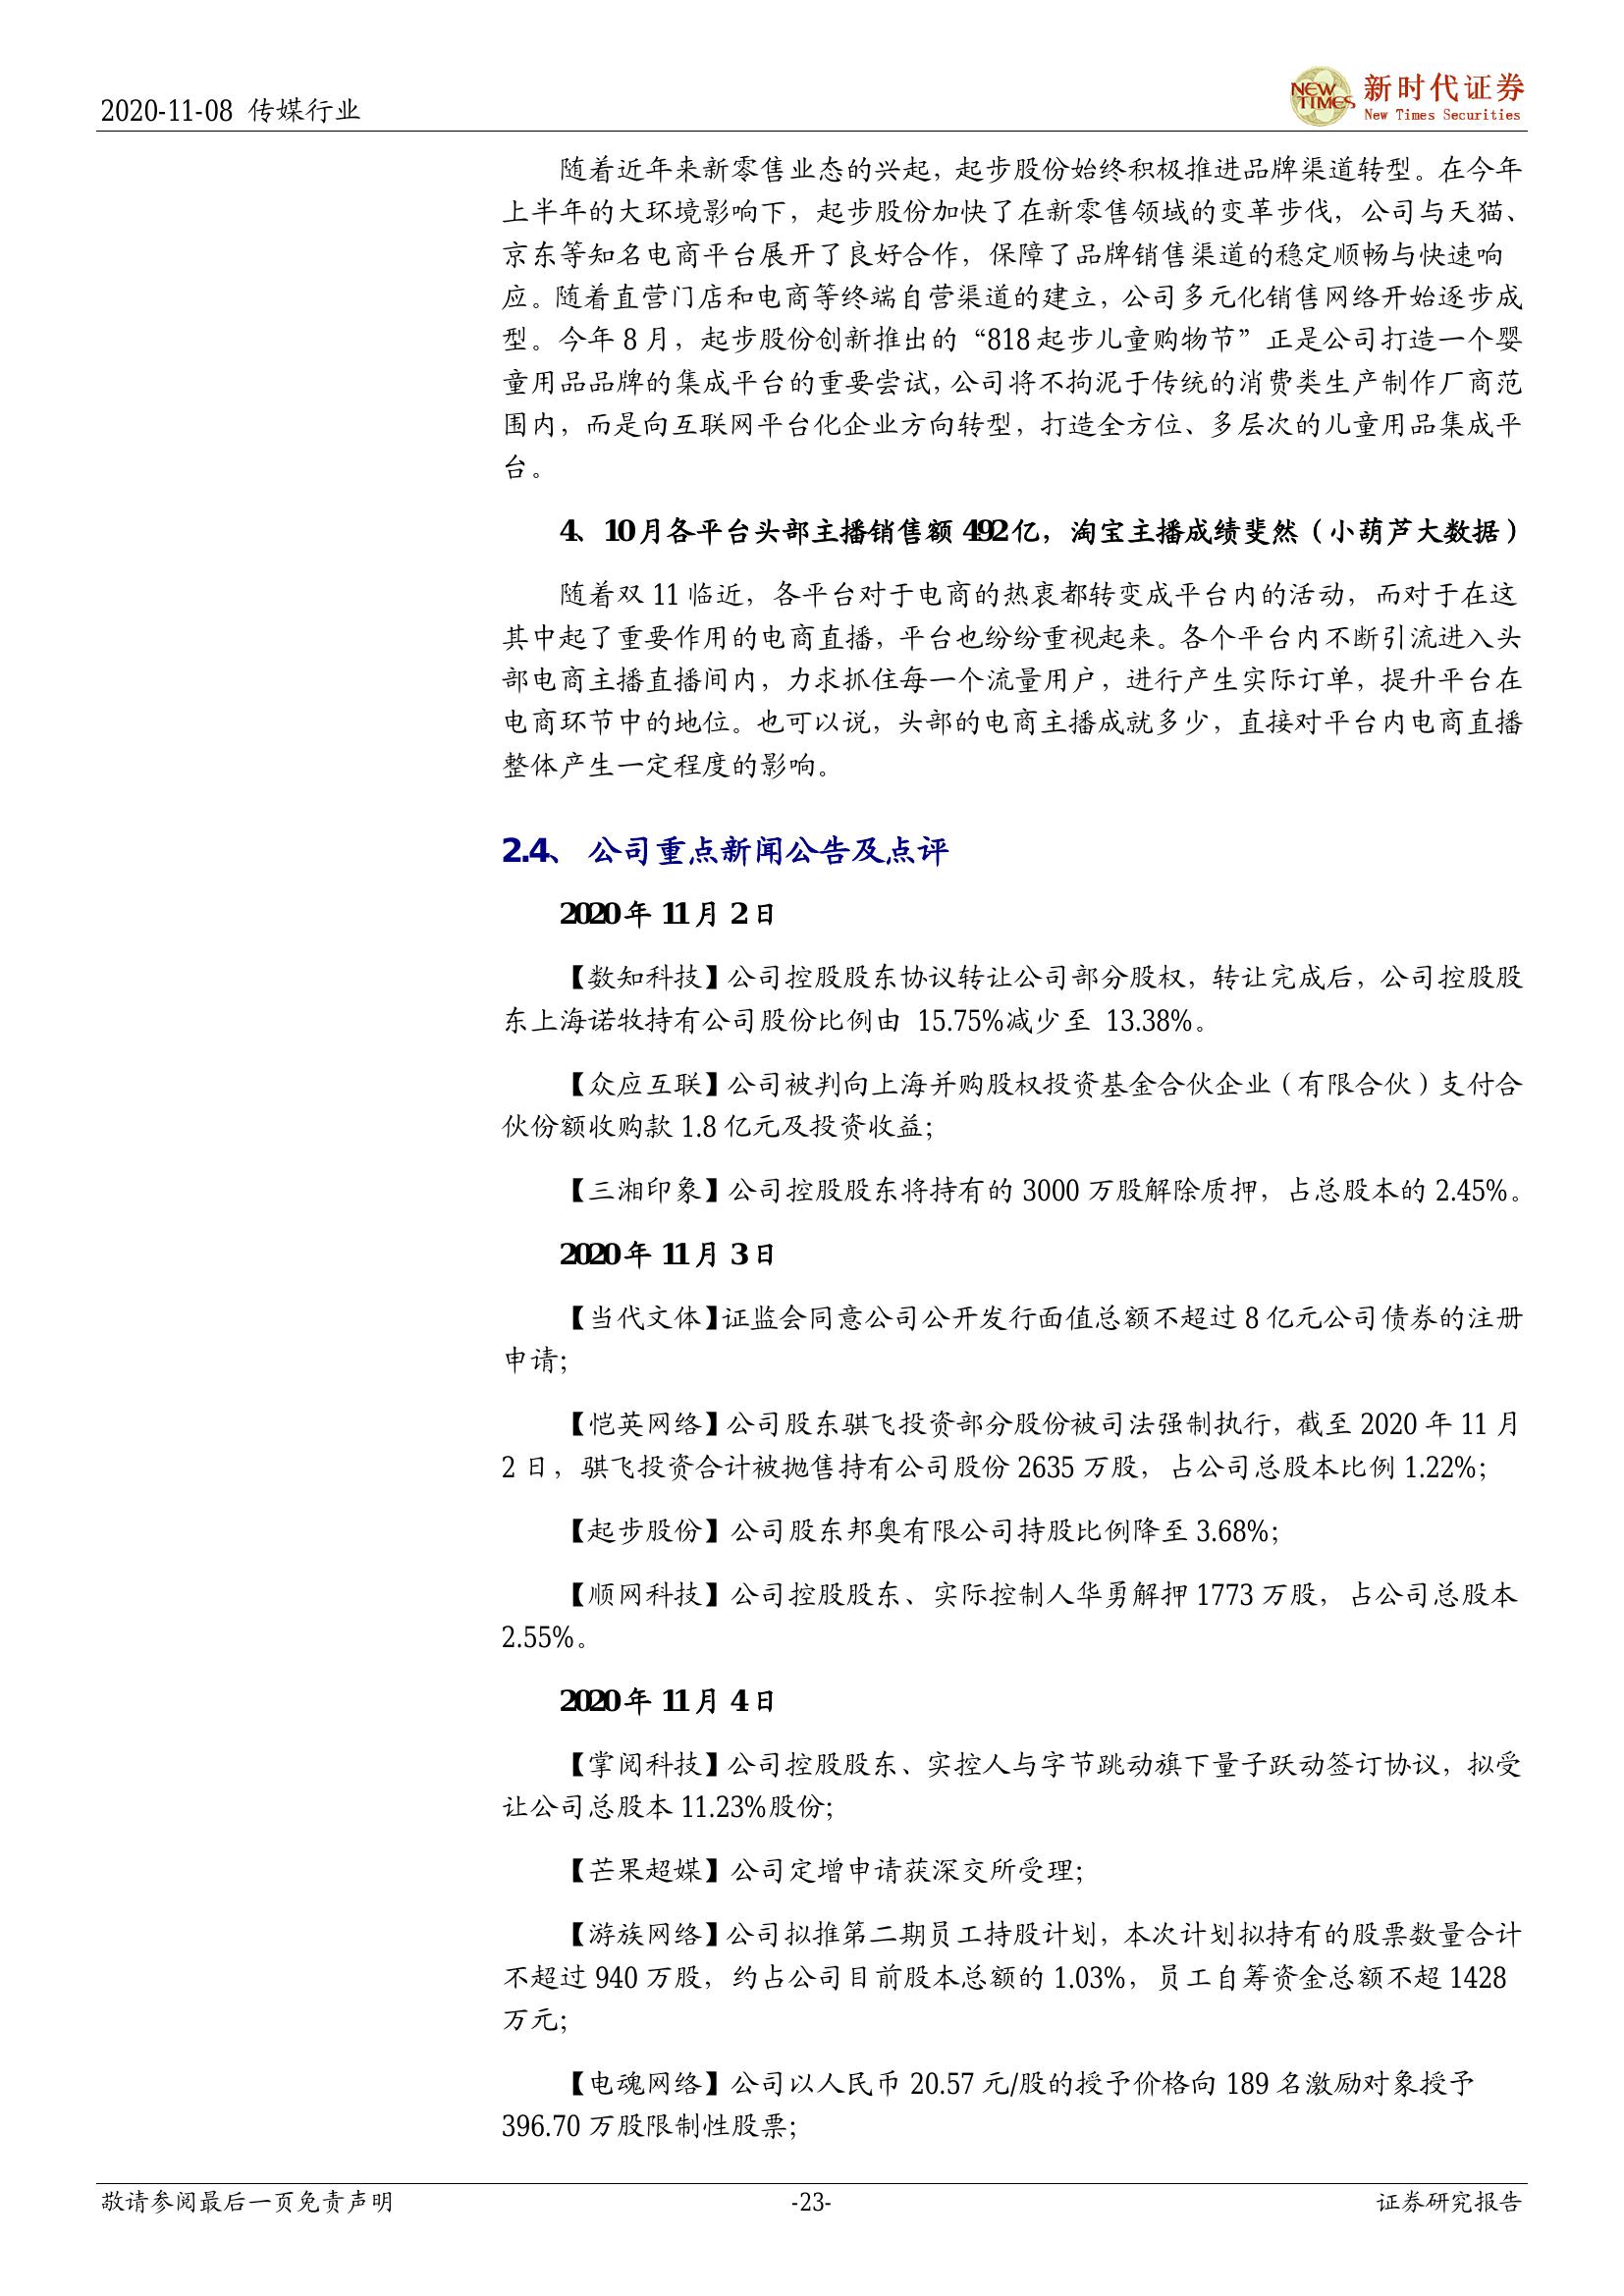 2020-11-08 传媒行业
NEW TIMES
新时代证券
New Times Securities
随着近年来新零售业态的兴起，起步股份始终积极推进品牌渠道转型。在今年
上半年的大环境影响下，起步股份加快了在新零售领域的变革步伐，公司与天猫、
京东等知名电商平台展开了良好合作，保障了品牌销售渠道的稳定顺畅与快速响
应。随着直营门店和电商等终端自营渠道的建立，公司多元化销售网络开始逐步成
型。今年 8 月，起步股份创新推出的“818 起步儿童购物节”正是公司打造一个婴
童用品品牌的集成平台的重要尝试，公司将不拘泥于传统的消费类生产制作厂商范
围内，而是向互联网平台化企业方向转型，打造全方位、多层次的儿童用品集成平
台。
4、10 月各平台头部主播销售额 492 亿，淘宝主播成绩斐然（小葫芦大数据）
随着双 11 临近，各平台对于电商的热衷都转变成平台内的活动，而对于在这
其中起了重要作用的电商直播，平台也纷纷重视起来。各个平台内不断引流进入头
部电商主播直播间内，力求抓住每一个流量用户，进行产生实际订单，提升平台在
电商环节中的地位。也可以说，头部的电商主播成就多少，直接对平台内电商直播
整体产生一定程度的影响。
2.4、 公司重点新闻公告及点评
2020 年 11 月 2 日
【数知科技】公司控股股东协议转让公司部分股权，转让完成后，公司控股股
东上海诺牧持有公司股份比例由 15.75%减少至 13.38%。
【众应互联】公司被判向上海并购股权投资基金合伙企业（有限合伙）支付合
伙份额收购款 1.8 亿元及投资收益；
【三湘印象】公司控股股东将持有的 3000 万股解除质押，占总股本的 2.45%。
2020 年 11 月 3 日
【当代文体】证监会同意公司公开发行面值总额不超过 8 亿元公司债券的注册
申请；
【恺英网络】公司股东骐飞投资部分股份被司法强制执行，截至 2020 年 11 月
2 日，骐飞投资合计被抛售持有公司股份 2635 万股，占公司总股本比例 1.22%；
【起步股份】公司股东邦奥有限公司持股比例降至 3.68%；
【顺网科技】公司控股股东、实际控制人华勇解押 1773 万股，占公司总股本
2.55%。
2020 年 11 月 4 日
【掌阅科技】公司控股股东、实控人与字节跳动旗下量子跃动签订协议，拟受
让公司总股本 11.23%股份；
【芒果超媒】公司定增申请获深交所受理；
【游族网络】公司拟推第二期员工持股计划，本次计划拟持有的股票数量合计
不超过 940 万股，约占公司目前股本总额的 1.03%，员工自筹资金总额不超 1428
万元；
【电魂网络】公司以人民币 20.57 元/股的授予价格向 189 名激励对象授予
396.70 万股限制性股票；
敬请参阅最后一页免责声明
-23-
证券研究报告